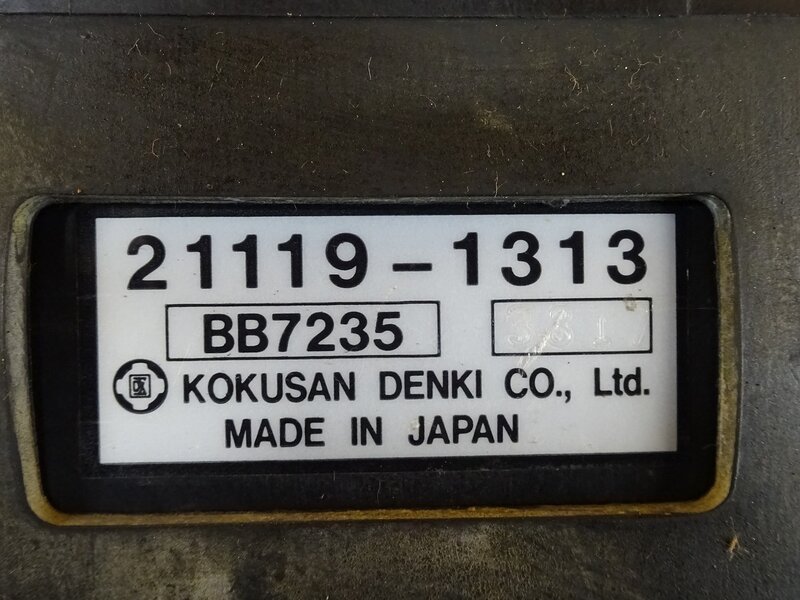 21119-1313
BB7235
KOKUSAN DENKI CO., Ltd.
MADE IN JAPAN